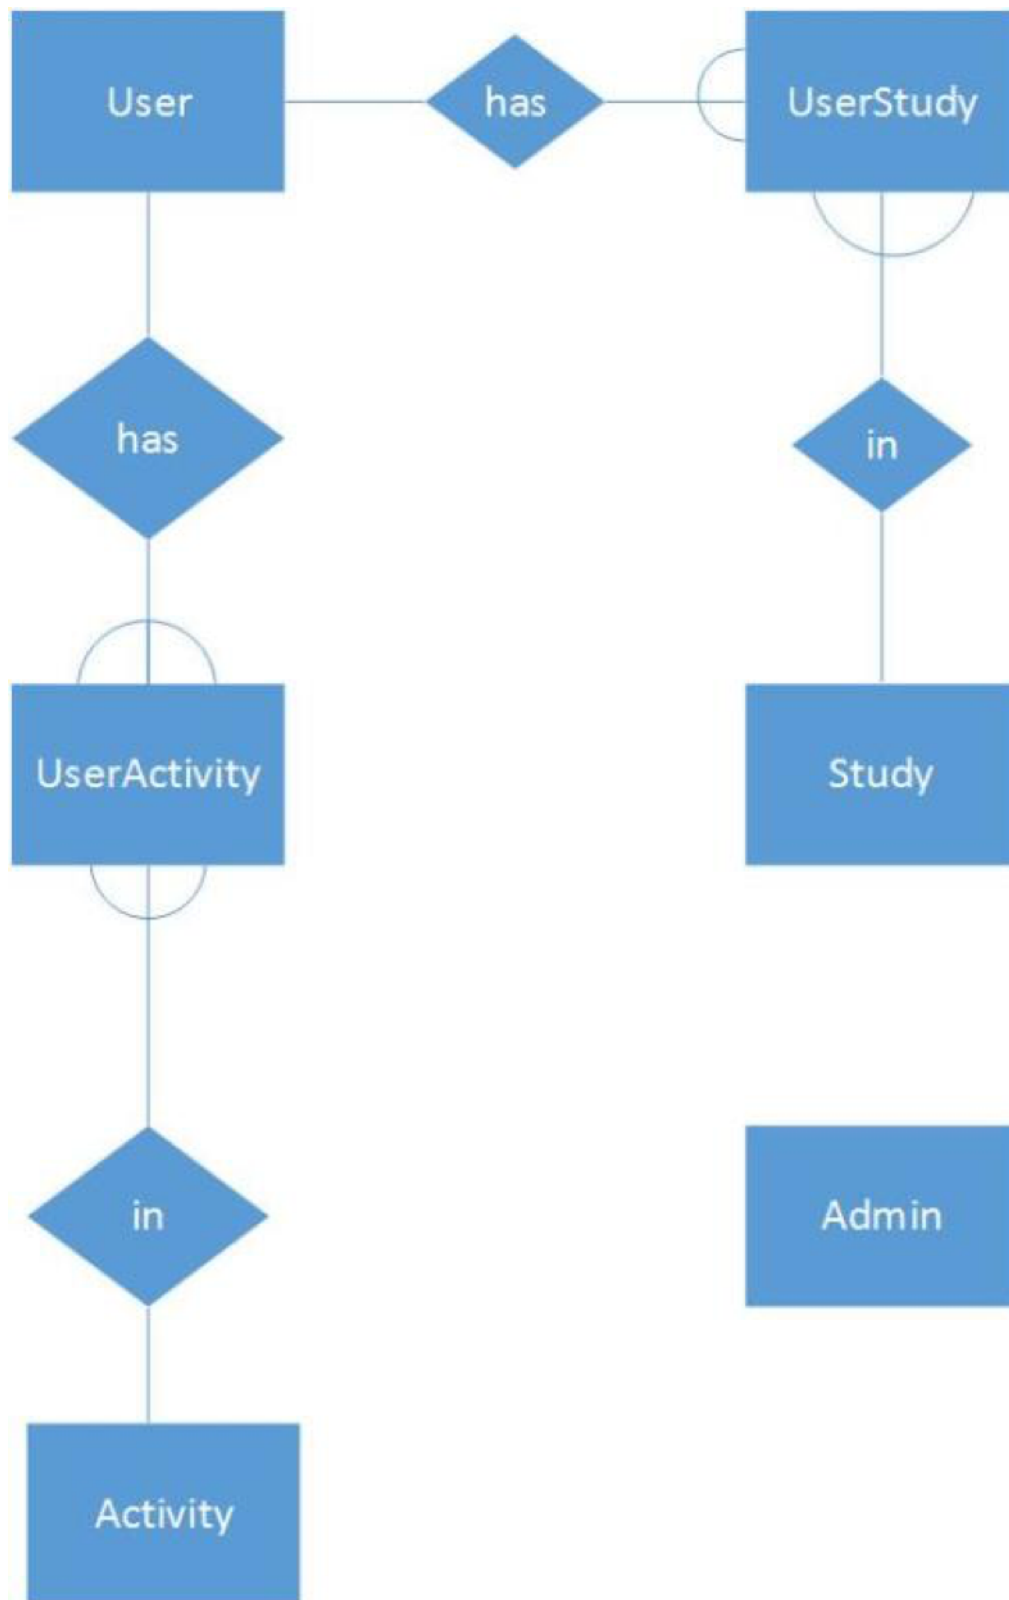 User
has
UserStudy
has
in
UserActivity
Study
in
Admin
Activity